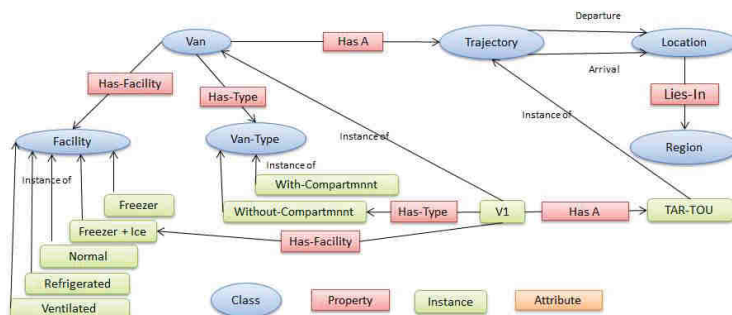 Departure
Van
Has A
Trajectory
Location
Arrival
Has-Facility
Has-Type
Lies-In
Facility
Van-Type
Instance of
Instance of
Region
Instance of
Instance of
With-Compartmnnt
Freezer
Without-Compartmnnt
Has-Type
V1
Has A
TAR-TOU
Freezer + Ice
Has-Facility
Normal
Refrigerated
Ventilated
Class
Property
Instance
Attribute